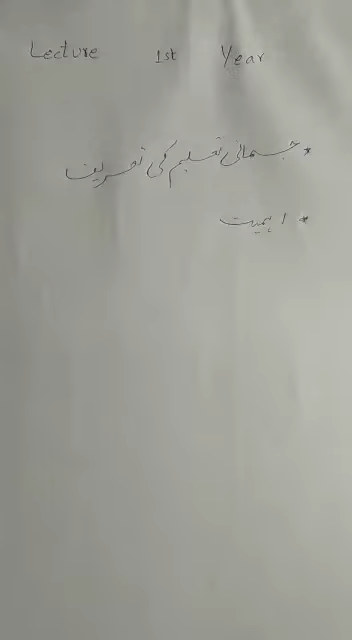 Lecture 1st Year
* جسمانی تعلیم کی تعریف
* اہمیت